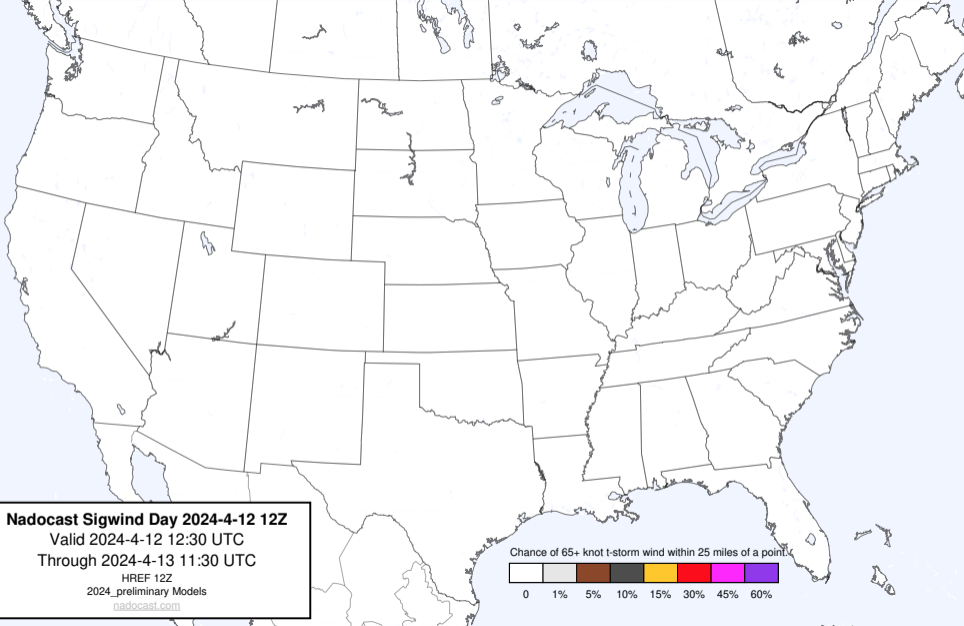 Nadocast Sigwind Day 2024-4-12 12Z
Valid 2024-4-12 12:30 UTC
Through 2024-4-13 11:30 UTC
HREF 12Z
2024_preliminary Models
nadocast.com
Chance of 65+ knot t-storm wind within 25 miles of a point.
0 1% 5% 10% 15% 30% 45% 60%